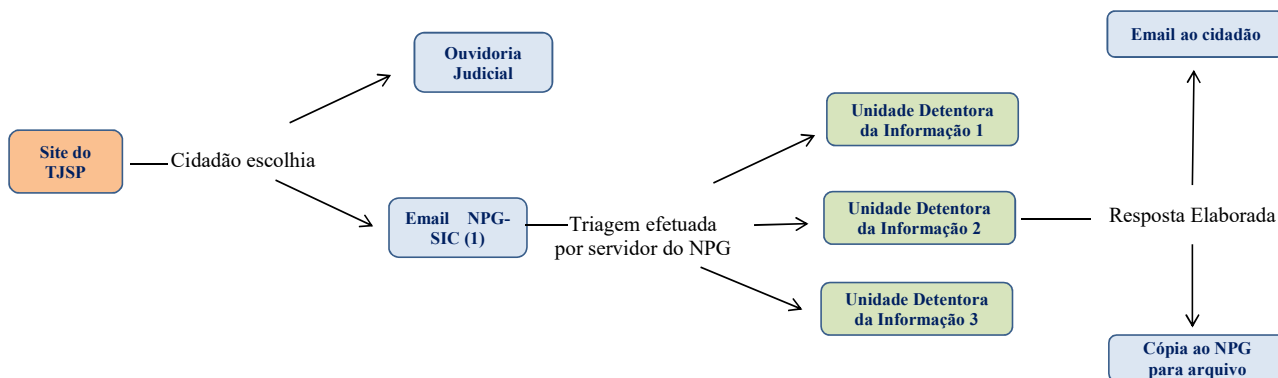 Site do
TJSP
Cidadão escolhia
Ouvidoria
Judicial
Email NPG-
SIC (1)
Triagem efetuada
por servidor do NPG
Unidade Detentora
da Informação 1
Unidade Detentora
da Informação 2
Unidade Detentora
da Informação 3
Resposta Elaborada
Email ao cidadão
Cópia ao NPG
para arquivo